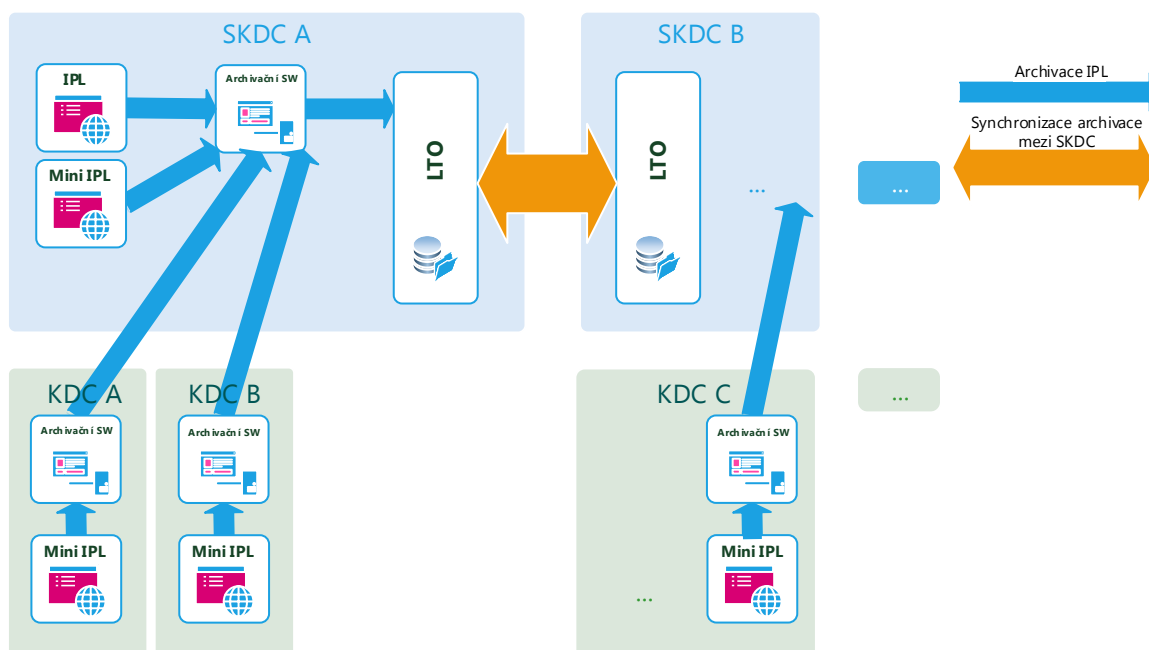 SKDC A
SKDC B
IPL
Archivační SW
Mini IPL
LTO
LTO
...
...
Archivace IPL
Synchronizace archivace
mezi SKDC
KDC A
KDC B
KDC C
...
Archivační SW
Archivační SW
Archivační SW
Mini IPL
Mini IPL
Mini IPL
...